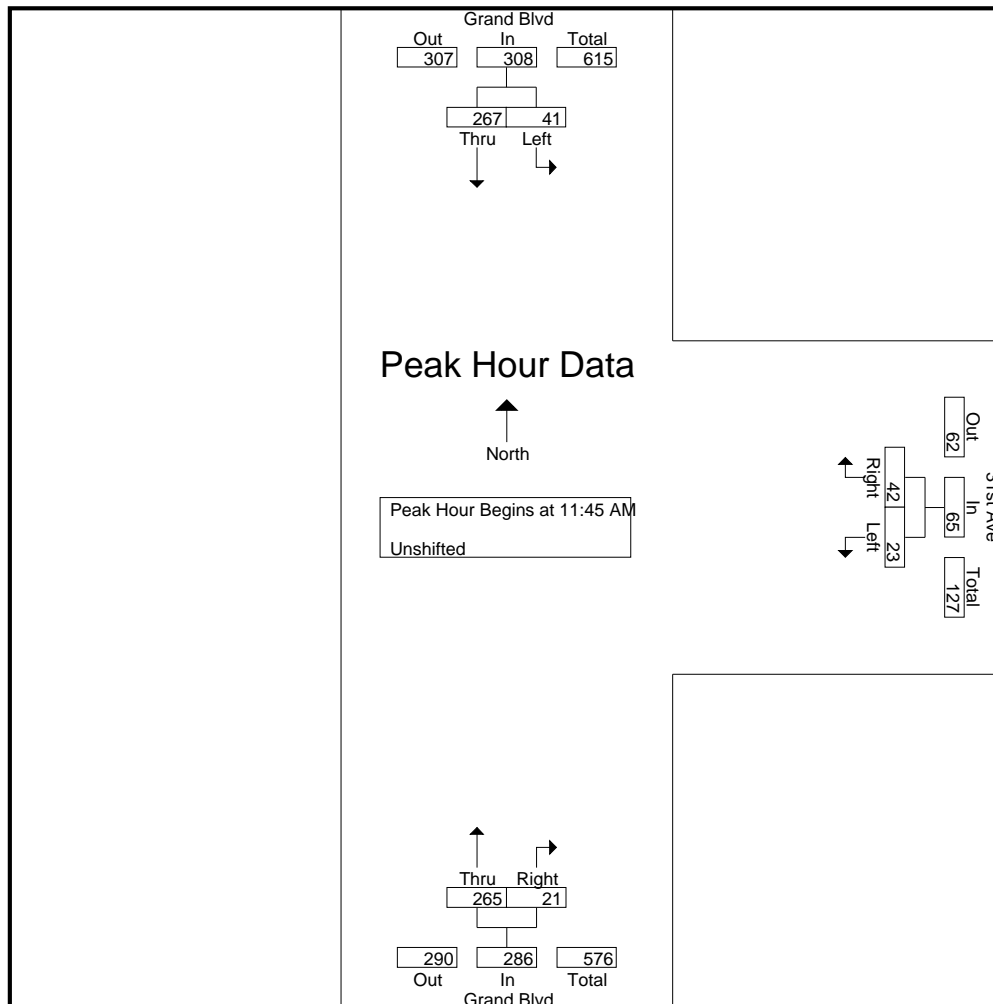 Grand Blvd
Out In Total
307 308 615
267 41
Thru Left
Peak Hour Data
North
Peak Hour Begins at 11:45 AM
Unshifted
Out In Total
62 65 127
Right Left
42 23
Ave
Thru Right
265 21
290 286 576
Out In Total
Grand Blvd